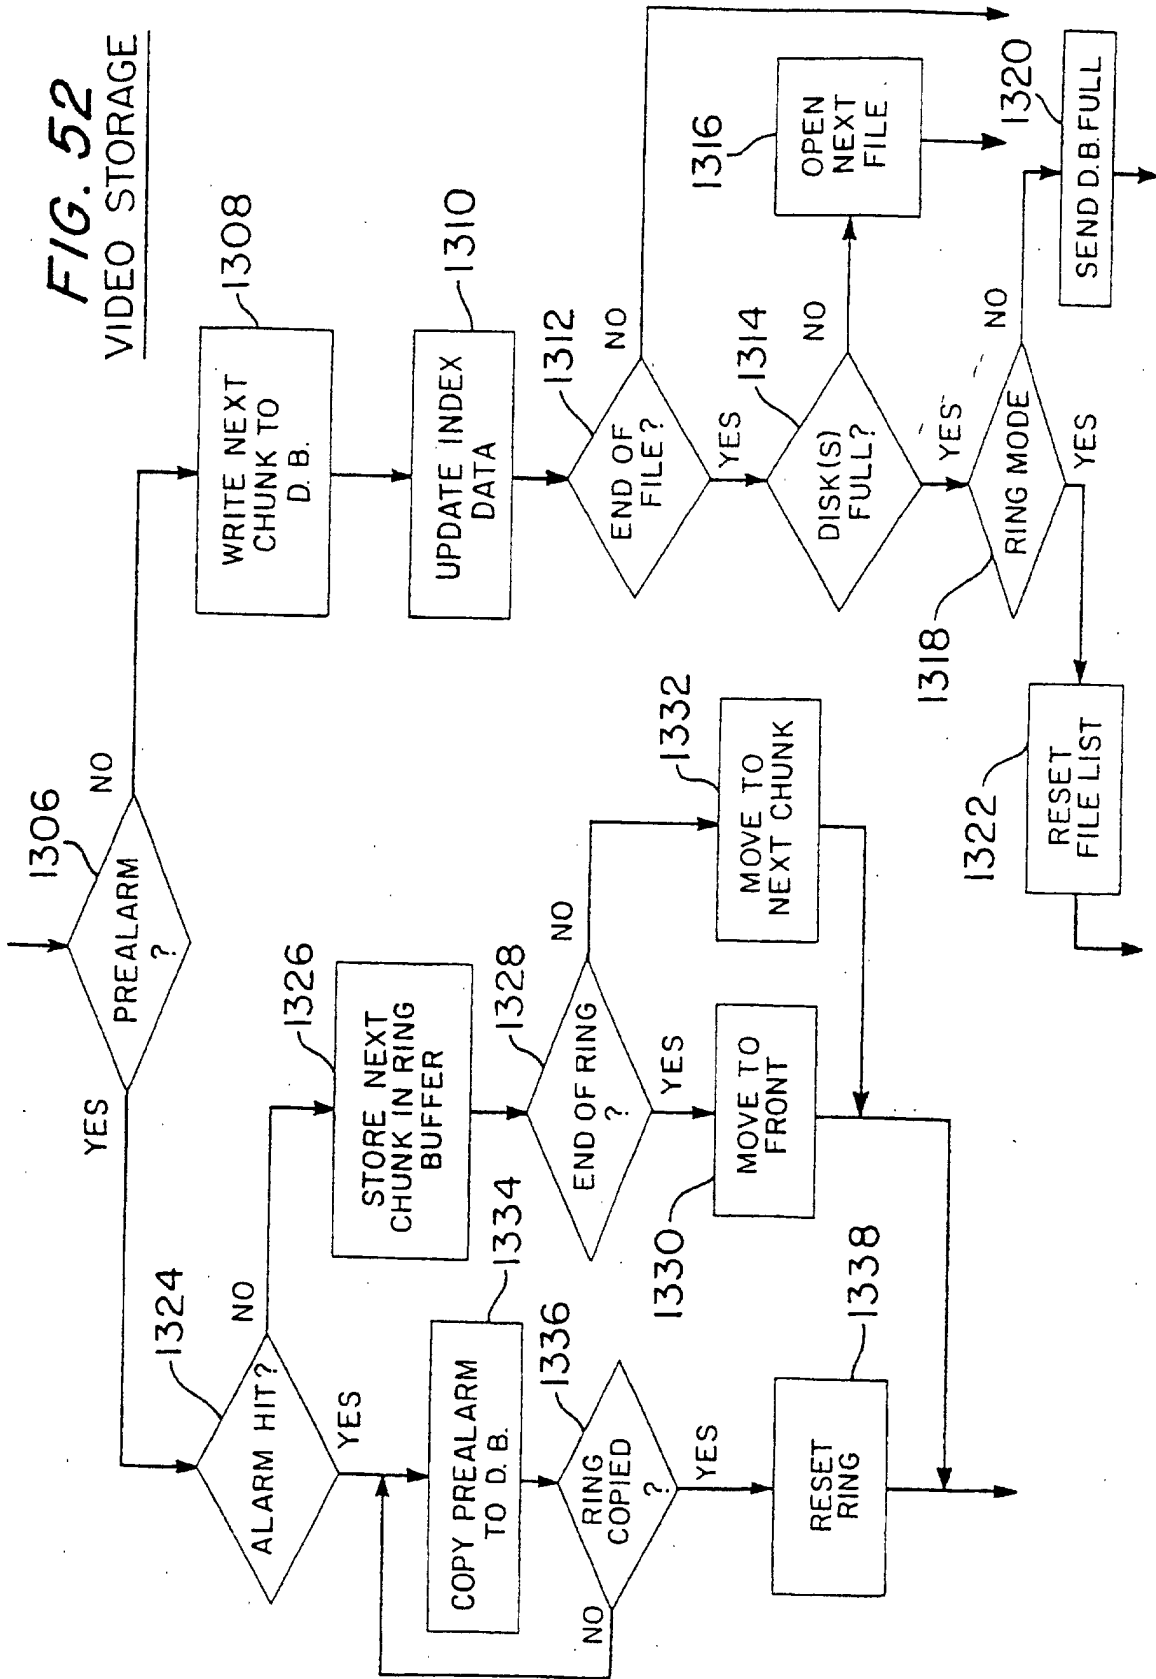 FIG. 52
VIDEO STORAGE
1306
PREALARM
?
YES
NO
1308
WRITE NEXT
CHUNK TO
D. B.
1310
UPDATE INDEX
DATA
1312
END OF
FILE?
NO
YES
1314
DISK(S)
FULL?
NO
YES
1316
OPEN
NEXT
FILE
1318
RING MODE
NO
YES
1320
SEND D.B. FULL
1322
RESET
FILE LIST
1324
ALARM HIT?
NO
YES
1326
STORE NEXT
CHUNK IN RING
BUFFER
1328
END OF RING
?
NO
YES
1330
MOVE TO
FRONT
1332
MOVE TO
NEXT CHUNK
1334
COPY PREALARM
TO D. B.
1336
RING
COPIED
?
NO
YES
1338
RESET
RING